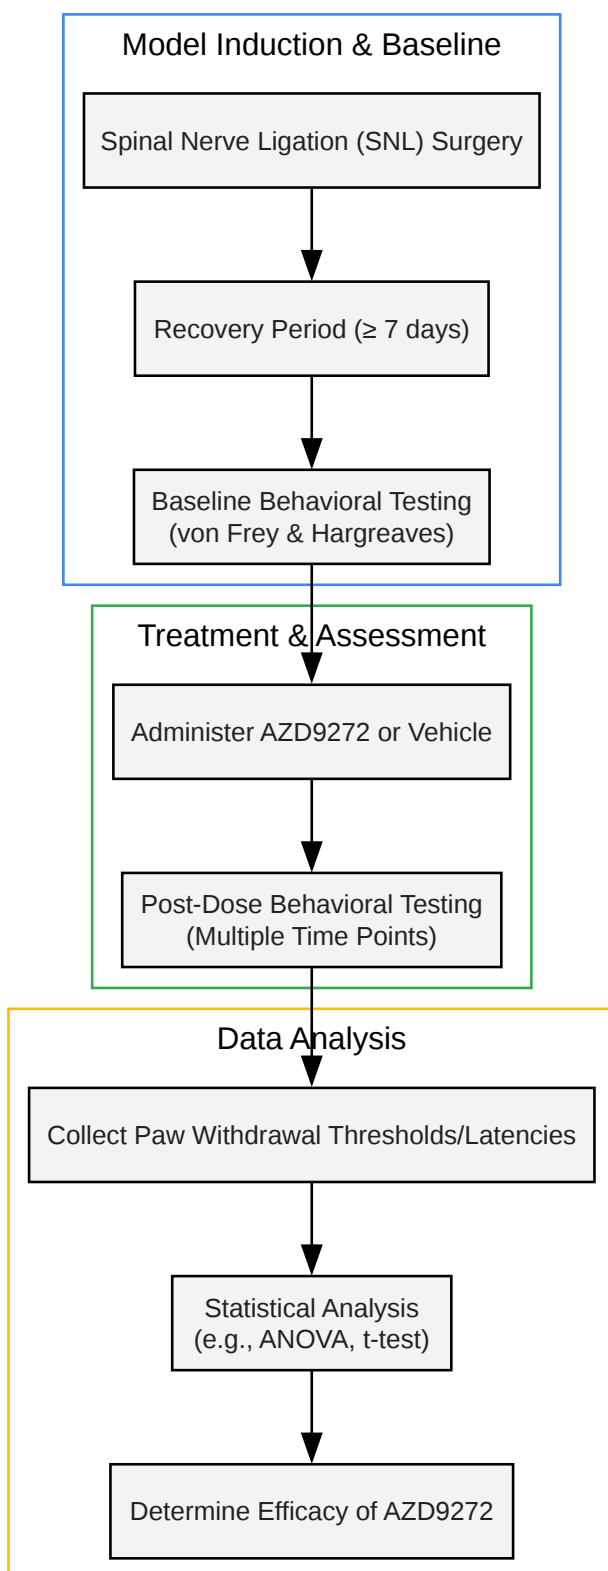 Model Induction & Baseline
Spinal Nerve Ligation (SNL) Surgery
Recovery Period (≥ 7 days)
Baseline Behavioral Testing
(von Frey & Hargreaves)
Treatment & Assessment
Administer AZD9272 or Vehicle
Post-Dose Behavioral Testing
(Multiple Time Points)
Data Analysis
Collect Paw Withdrawal Thresholds/Latencies
Statistical Analysis
(e.g., ANOVA, t-test)
Determine Efficacy of AZD9272